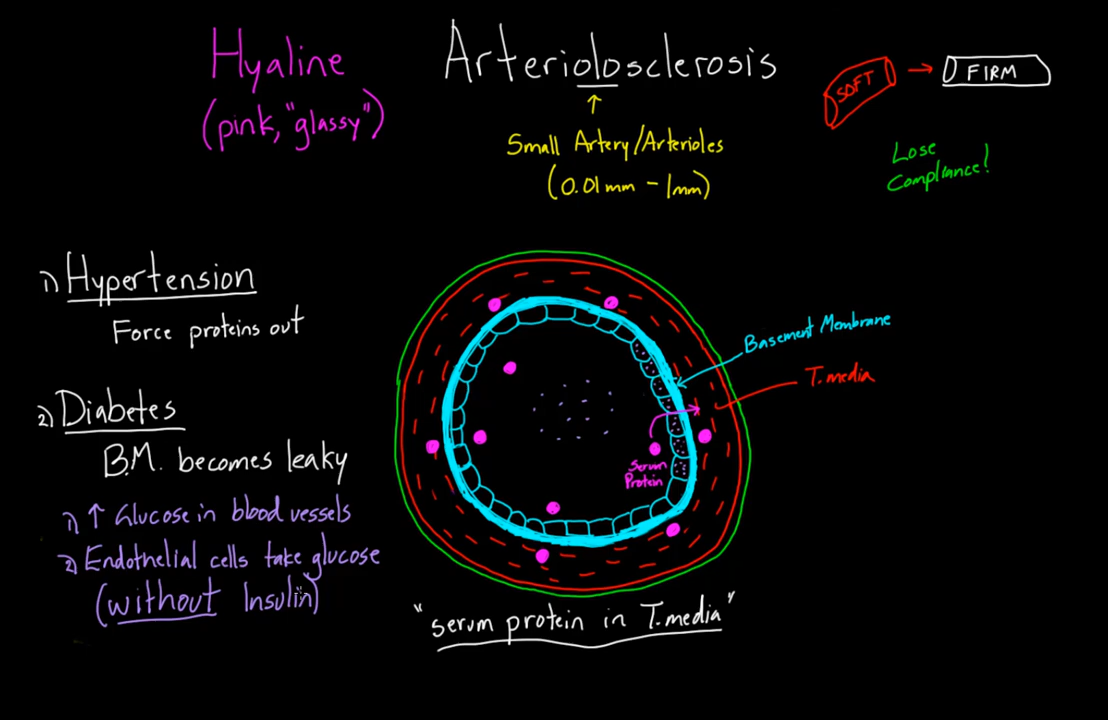 Hyaline
(pink, "glassy")
Arteriolosclerosis
↑
Small Artery/Arterioles
(0.01mm - 1mm)
SOFT → FIRM
Lose
Compliance!
1) Hypertension
Force proteins out
2) Diabetes
B.M. becomes leaky
1) ↑ Glucose in blood vessels
2) Endothelial cells take glucose
(without Insulin)
Basement Membrane
T. media
Serum
Protein
"serum protein in T. media"